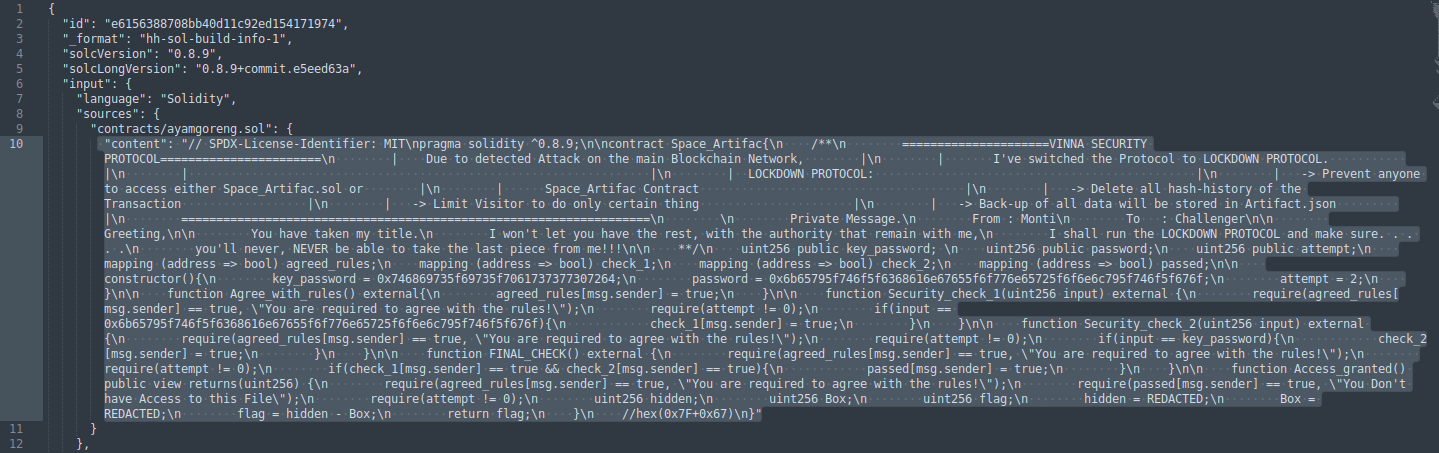 1 {
2 "id": "e6156388708bb40d11c92ed154171974",
3 "_format": "hh-sol-build-info-1",
4 "solcVersion": "0.8.9",
5 "solcLongVersion": "0.8.9+commit.e5eed63a",
6 "input": {
7 "language": "Solidity",
8 "sources": {
9 "contracts/ayamgoreng.sol": {
10 "content": "// SPDX-License-Identifier: MIT\npragma solidity ^0.8.9;\n\ncontract Space_Artifac{\n /**\n =====================VINNA SECURITY
PROTOCOL=======================\n | Due to detected Attack on the main Blockchain Network, |\n | I've switched the Protocol to LOCKDOWN PROTOCOL.
|\n | |\n | LOCKDOWN PROTOCOL: |\n | -> Prevent anyone
to access either Space_Artifac.sol or |\n | Space_Artifac Contract |\n | -> Delete all hash-history of the
Transaction |\n | -> Limit Visitor to do only certain thing |\n | -> Back-up of all data will be stored in Artifact.json
|\n ================================================================\n \n Private Message.\n From : Monti\n To : Challenger\n\n
Greeting,\n\n You have taken my title.\n I won't let you have the rest, with the authority that remain with me,\n I shall run the LOCKDOWN PROTOCOL and make sure. . . .
. ..\n you'll never, NEVER be able to take the last piece from me!!!\n\n **/\n uint256 public key_password; \n uint256 public password;\n uint256 public attempt;\n
mapping (address => bool) agreed_rules;\n mapping (address => bool) check_1;\n mapping (address => bool) check_2;\n mapping (address => bool) passed;\n\n
constructor(){\n key_password = 0x746869735f69735f7061737377307264;\n password = 0x6b65795f746f5f6368616e67655f6f776e65725f6f6e6c795f746f5f676f;\n attempt = 2;\n
}\n\n function Agree_with_rules() external{\n agreed_rules[msg.sender] = true;\n }\n\n function Security_check_1(uint256 input) external {\n require(agreed_rules[
msg.sender] == true, \"You are required to agree with the rules!\");\n require(attempt != 0);\n if(input ==
0x6b65795f746f5f6368616e67655f6f776e65725f6f6e6c795f746f5f676f){\n check_1[msg.sender] = true;\n }\n }\n\n function Security_check_2(uint256 input) external
{\n require(agreed_rules[msg.sender] == true, \"You are required to agree with the rules!\");\n require(attempt != 0);\n if(input == key_password){\n check_2
[msg.sender] = true;\n }\n }\n\n function FINAL_CHECK() external {\n require(agreed_rules[msg.sender] == true, \"You are required to agree with the rules!\");\n
require(attempt != 0);\n if(check_1[msg.sender] == true && check_2[msg.sender] == true){\n passed[msg.sender] = true;\n }\n }\n\n function Access_granted()
public view returns(uint256) {\n require(agreed_rules[msg.sender] == true, \"You are required to agree with the rules!\");\n require(passed[msg.sender] == true, \"You Don't
have Access to this File\");\n require(attempt != 0);\n uint256 hidden;\n uint256 Box;\n uint256 flag;\n hidden = REDACTED;\n Box =
REDACTED;\n flag = hidden - Box;\n return flag;\n }\n //hex(0x7F+0x67)\n}"
11 }
12 },